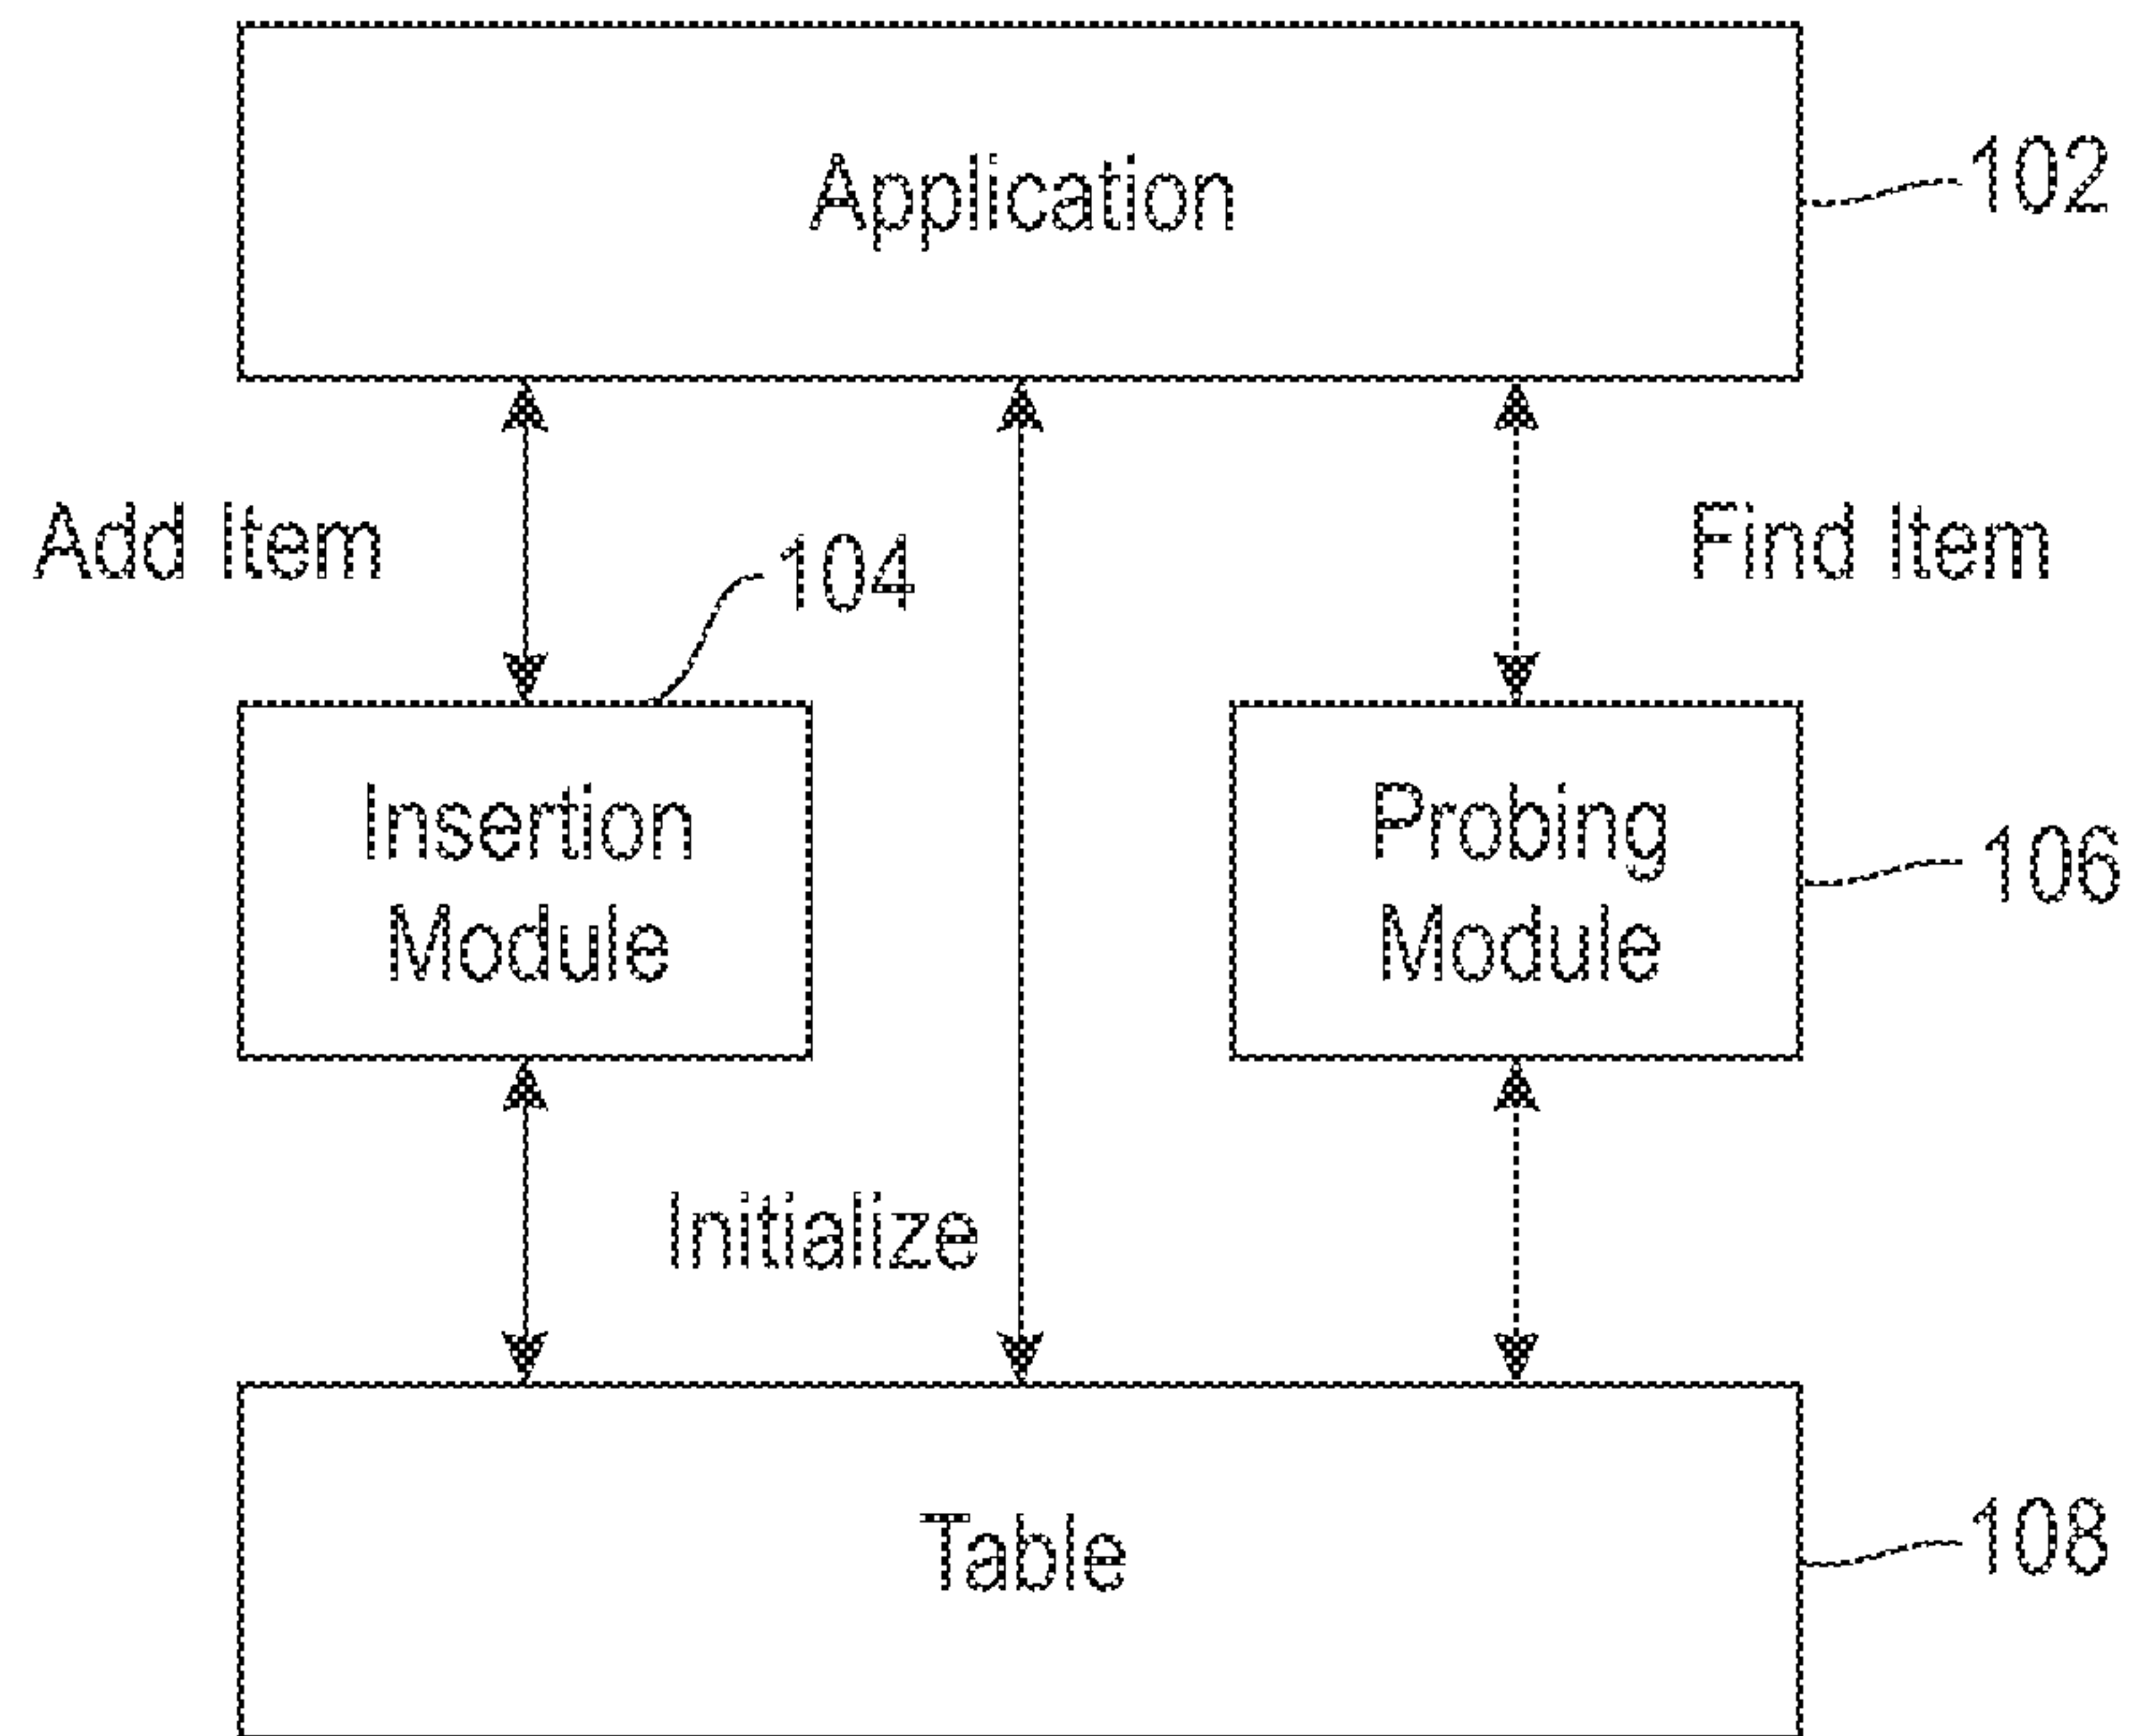 Application
102
Add Item
Find Item
104
Insertion
Module
Probing
Module
106
Initialize
Table
108